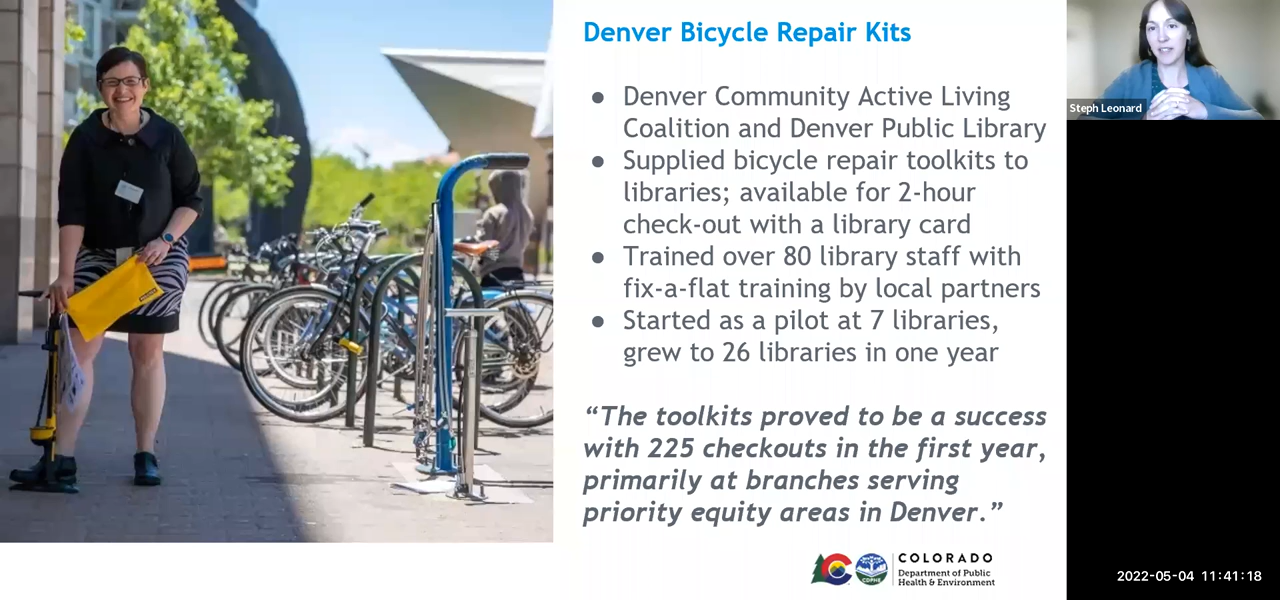 Denver Bicycle Repair Kits
● Denver Community Active Living
Coalition and Denver Public Library
● Supplied bicycle repair toolkits to
libraries; available for 2-hour
check-out with a library card
● Trained over 80 library staff with
fix-a-flat training by local partners
● Started as a pilot at 7 libraries,
grew to 26 libraries in one year
“The toolkits proved to be a success
with 225 checkouts in the first year,
primarily at branches serving
priority equity areas in Denver.”
CDPHE
COLORADO
Department of Public
Health & Environment
Steph Leonard
2022-05-04 11:41:18